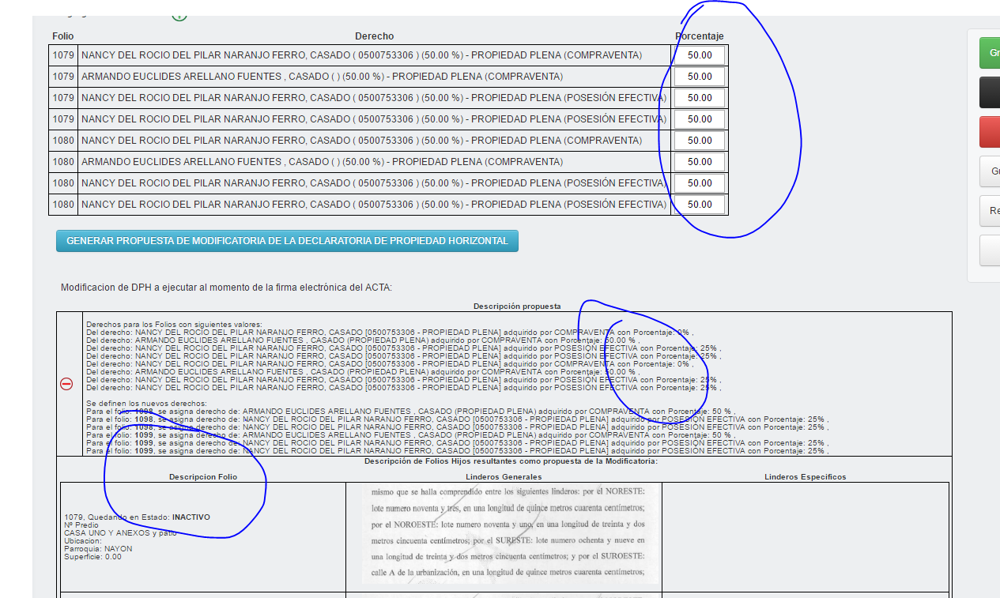 Folio Derecho Porcentaje
1079 NANCY DEL ROCIO DEL PILAR NARANJO FERRO, CASADO ( 0500753306 ) (50.00 %) - PROPIEDAD PLENA (COMPRAVENTA) 50.00
1079 ARMANDO EUCLIDES ARELLANO FUENTES , CASADO ( ) (50.00 %) - PROPIEDAD PLENA (COMPRAVENTA) 50.00
1079 NANCY DEL ROCIO DEL PILAR NARANJO FERRO, CASADO ( 0500753306 ) (50.00 %) - PROPIEDAD PLENA (POSESIÓN EFECTIVA) 50.00
1079 NANCY DEL ROCIO DEL PILAR NARANJO FERRO, CASADO ( 0500753306 ) (50.00 %) - PROPIEDAD PLENA (POSESIÓN EFECTIVA) 50.00
1080 NANCY DEL ROCIO DEL PILAR NARANJO FERRO, CASADO ( 0500753306 ) (50.00 %) - PROPIEDAD PLENA (COMPRAVENTA) 50.00
1080 ARMANDO EUCLIDES ARELLANO FUENTES , CASADO ( ) (50.00 %) - PROPIEDAD PLENA (COMPRAVENTA) 50.00
1080 NANCY DEL ROCIO DEL PILAR NARANJO FERRO, CASADO ( 0500753306 ) (50.00 %) - PROPIEDAD PLENA (POSESIÓN EFECTIVA) 50.00
1080 NANCY DEL ROCIO DEL PILAR NARANJO FERRO, CASADO ( 0500753306 ) (50.00 %) - PROPIEDAD PLENA (POSESIÓN EFECTIVA) 50.00
GENERAR PROPUESTA DE MODIFICATORIA DE LA DECLARATORIA DE PROPIEDAD HORIZONTAL
Modificacion de DPH a ejecutar al momento de la firma electrónica del ACTA:
Descripción propuesta
Derechos para los Folios con siguientes valores:
Del derecho: NANCY DEL ROCIO DEL PILAR NARANJO FERRO, CASADO [0500753306 - PROPIEDAD PLENA] adquirido por COMPRAVENTA con Porcentaje: 0% ,
Del derecho: ARMANDO EUCLIDES ARELLANO FUENTES , CASADO (PROPIEDAD PLENA) adquirido por COMPRAVENTA con Porcentaje: 50.00 % ,
Del derecho: NANCY DEL ROCIO DEL PILAR NARANJO FERRO, CASADO [0500753306 - PROPIEDAD PLENA] adquirido por POSESIÓN EFECTIVA con Porcentaje: 25% ,
Del derecho: NANCY DEL ROCIO DEL PILAR NARANJO FERRO, CASADO [0500753306 - PROPIEDAD PLENA] adquirido por POSESIÓN EFECTIVA con Porcentaje: 25% ,
Del derecho: NANCY DEL ROCIO DEL PILAR NARANJO FERRO, CASADO [0500753306 - PROPIEDAD PLENA] adquirido por COMPRAVENTA con Porcentaje: 0% ,
Del derecho: ARMANDO EUCLIDES ARELLANO FUENTES , CASADO (PROPIEDAD PLENA) adquirido por COMPRAVENTA con Porcentaje: 50.00 % ,
Del derecho: NANCY DEL ROCIO DEL PILAR NARANJO FERRO, CASADO [0500753306 - PROPIEDAD PLENA] adquirido por POSESIÓN EFECTIVA con Porcentaje: 25% ,
Del derecho: NANCY DEL ROCIO DEL PILAR NARANJO FERRO, CASADO [0500753306 - PROPIEDAD PLENA] adquirido por POSESIÓN EFECTIVA con Porcentaje: 25% ,
Se definen los nuevos derechos:
Para el folio: 1098, se asigna derecho de: ARMANDO EUCLIDES ARELLANO FUENTES , CASADO (PROPIEDAD PLENA) adquirido por COMPRAVENTA con Porcentaje: 50 % ,
Para el folio: 1098, se asigna derecho de: NANCY DEL ROCIO DEL PILAR NARANJO FERRO, CASADO [0500753306 - PROPIEDAD PLENA] adquirido por POSESIÓN EFECTIVA con Porcentaje: 25% ,
Para el folio: 1098, se asigna derecho de: NANCY DEL ROCIO DEL PILAR NARANJO FERRO, CASADO [0500753306 - PROPIEDAD PLENA] adquirido por POSESIÓN EFECTIVA con Porcentaje: 25% ,
Para el folio: 1099, se asigna derecho de: ARMANDO EUCLIDES ARELLANO FUENTES , CASADO (PROPIEDAD PLENA) adquirido por COMPRAVENTA con Porcentaje: 50 % ,
Para el folio: 1099, se asigna derecho de: NANCY DEL ROCIO DEL PILAR NARANJO FERRO, CASADO [0500753306 - PROPIEDAD PLENA] adquirido por POSESIÓN EFECTIVA con Porcentaje: 25% ,
Para el folio: 1099, se asigna derecho de: NANCY DEL ROCIO DEL PILAR NARANJO FERRO, CASADO [0500753306 - PROPIEDAD PLENA] adquirido por POSESIÓN EFECTIVA con Porcentaje: 25% ,
Descripción de Folios Hijos resultantes como propuesta de la Modificatoria:
Descripcion Folio Linderos Generales Linderos Especificos
1079, Quedando en Estado: INACTIVO
Nº Predio
CASA UNO Y ANEXOS y patio
Ubicacion:
Parroquia: NAYON
Superficie: 0.00
mismo que se halla comprendido entre los siguientes linderos: por el NORESTE:
lote numero noventa y tres, en una longitud de quince metros cuarenta centímetros;
por el NOROESTE: lote numero noventa y uno, en una longitud de treinta y dos
metros cincuenta centímetros; por el SURESTE: lote numero ochenta y nueve en
una longitud de treinta y dos metros cincuenta centímetros; y por el SUROESTE:
calle A de la urbanización, en una longitud de quince metros cuarenta centímetros;
Gr
Gu
Re